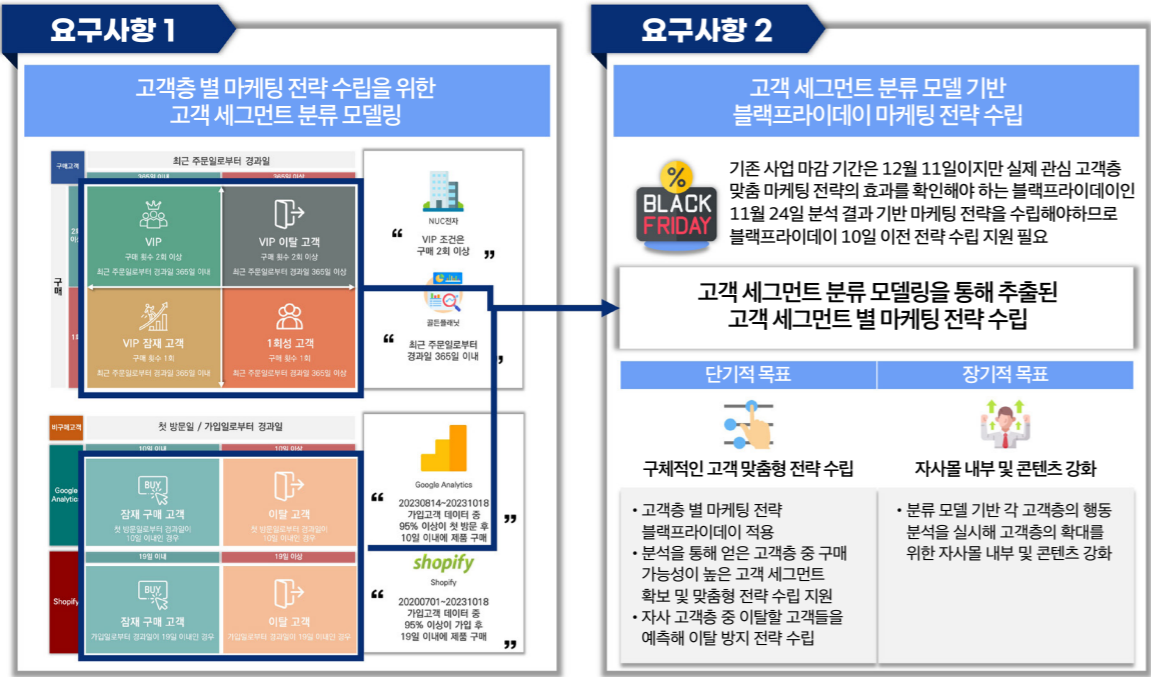 요구사항 1
고객층 별 마케팅 전략 수립을 위한
고객 세그먼트 분류 모델링
구매고객
최근 주문일로부터 경과일
365일 이내
365일 이상
구매
VIP
구매 횟수 2회 이상
최근 주문일로부터 경과일 365일 이내
VIP 이탈 고객
구매 횟수 2회 이상
최근 주문일로부터 경과일 365일 이상
VIP 잠재 고객
구매 횟수 1회
최근 주문일로부터 경과일 365일 이내
1회성 고객
구매 횟수 1회
최근 주문일로부터 경과일 365일 이상
NUC전자
“ VIP 조건은
구매 2회 이상 ”
골든플래닛
“ 최근 주문일로부터
경과일 365일 이내 ”
비구매고객
첫 방문일 / 가입일로부터 경과일
10일 이내
10일 이상
Google
Analytics
BUY
잠재 구매 고객
첫 방문일로부터 경과일이
10일 이내인 경우
이탈 고객
첫 방문일로부터 경과일이
10일 이상인 경우
19일 이내
19일 이상
Shopify
BUY
잠재 구매 고객
가입일로부터 경과일이 19일 이내인 경우
이탈 고객
가입일로부터 경과일이 19일 이상인 경우
Google Analytics
“ 20230814~20231018
가입고객 데이터 중
95% 이상이 첫 방문 후
10일 이내에 제품 구매 ”
shopify
Shopify
“ 20200701~20231018
가입고객 데이터 중
95% 이상이 가입 후
19일 이내에 제품 구매 ”
요구사항 2
고객 세그먼트 분류 모델 기반
블랙프라이데이 마케팅 전략 수립
%
BLACK
FRIDAY
기존 사업 마감 기간은 12월 11일이지만 실제 관심 고객층
맞춤 마케팅 전략의 효과를 확인해야 하는 블랙프라이데이인
11월 24일 분석 결과 기반 마케팅 전략을 수립해야하므로
블랙프라이데이 10일 이전 전략 수립 지원 필요
고객 세그먼트 분류 모델링을 통해 추출된
고객 세그먼트 별 마케팅 전략 수립
단기적 목표
구체적인 고객 맞춤형 전략 수립
• 고객층 별 마케팅 전략
블랙프라이데이 적용
• 분석을 통해 얻은 고객층 중 구매
가능성이 높은 고객 세그먼트
확보 및 맞춤형 전략 수립 지원
• 자사 고객층 중 이탈할 고객들을
예측해 이탈 방지 전략 수립
장기적 목표
자사몰 내부 및 콘텐츠 강화
• 분류 모델 기반 각 고객층의 행동
분석을 실시해 고객층의 확대를
위한 자사몰 내부 및 콘텐츠 강화